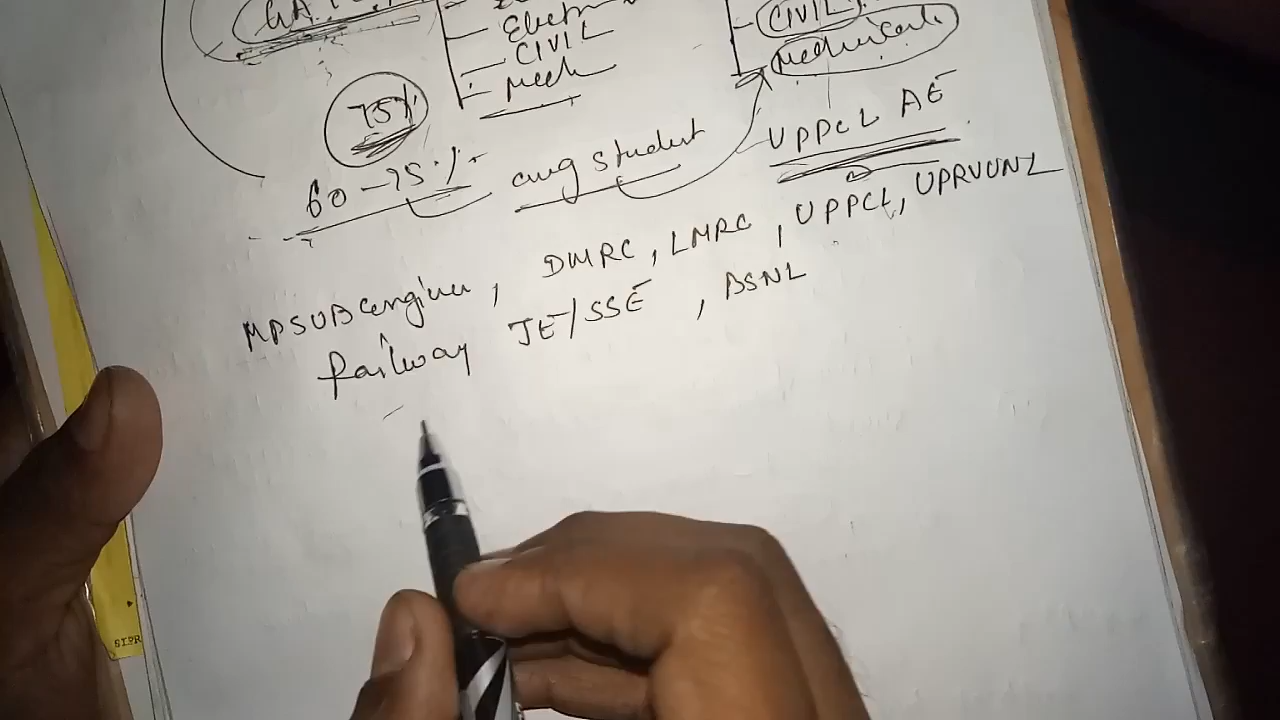 Electr
CIVIL
Mech
CIVIL
Mechanical
75%
UPPCL AE
60-75%
avg student
MPSUB engineer, DMRC, LMRC, UPPCL, UPRVUNL
Railway JE/SSE, BSNL